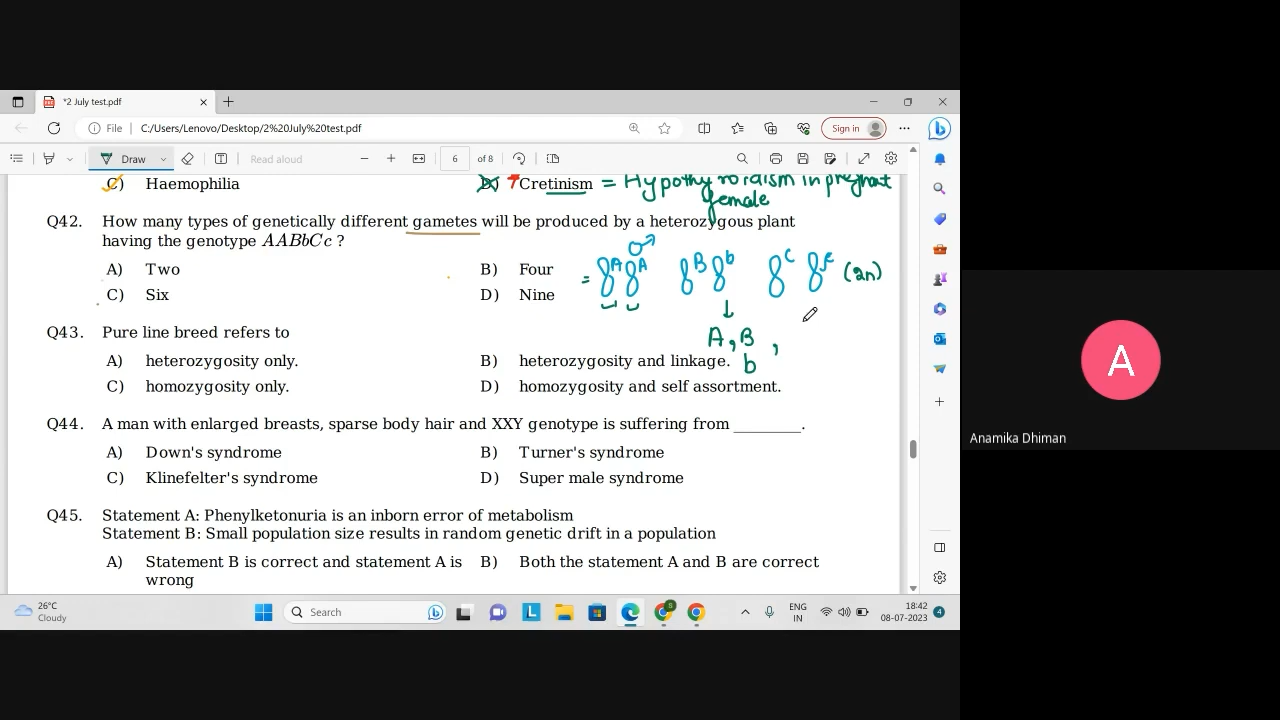 *2 July test.pdf
File
C:/Users/Lenovo/Desktop/2%20July%20test.pdf
Sign in
Draw
Read aloud
6
of 8
C) Haemophilia
D) Cretinism = Hypothyroidism in pregnant
female
Q42. How many types of genetically different gametes will be produced by a heterozygous plant
having the genotype AABbCc ?
A) Two
B) Four
C) Six
D) Nine
= A A B b C c (2n)
A, B ,
b
Q43. Pure line breed refers to
A) heterozygosity only.
B) heterozygosity and linkage.
C) homozygosity only.
D) homozygosity and self assortment.
Q44. A man with enlarged breasts, sparse body hair and XXY genotype is suffering from ________.
A) Down's syndrome
B) Turner's syndrome
C) Klinefelter's syndrome
D) Super male syndrome
Q45. Statement A: Phenylketonuria is an inborn error of metabolism
Statement B: Small population size results in random genetic drift in a population
A) Statement B is correct and statement A is
wrong
B) Both the statement A and B are correct
26°C
Cloudy
Search
ENG
IN
18:42
08-07-2023
4
A
Anamika Dhiman